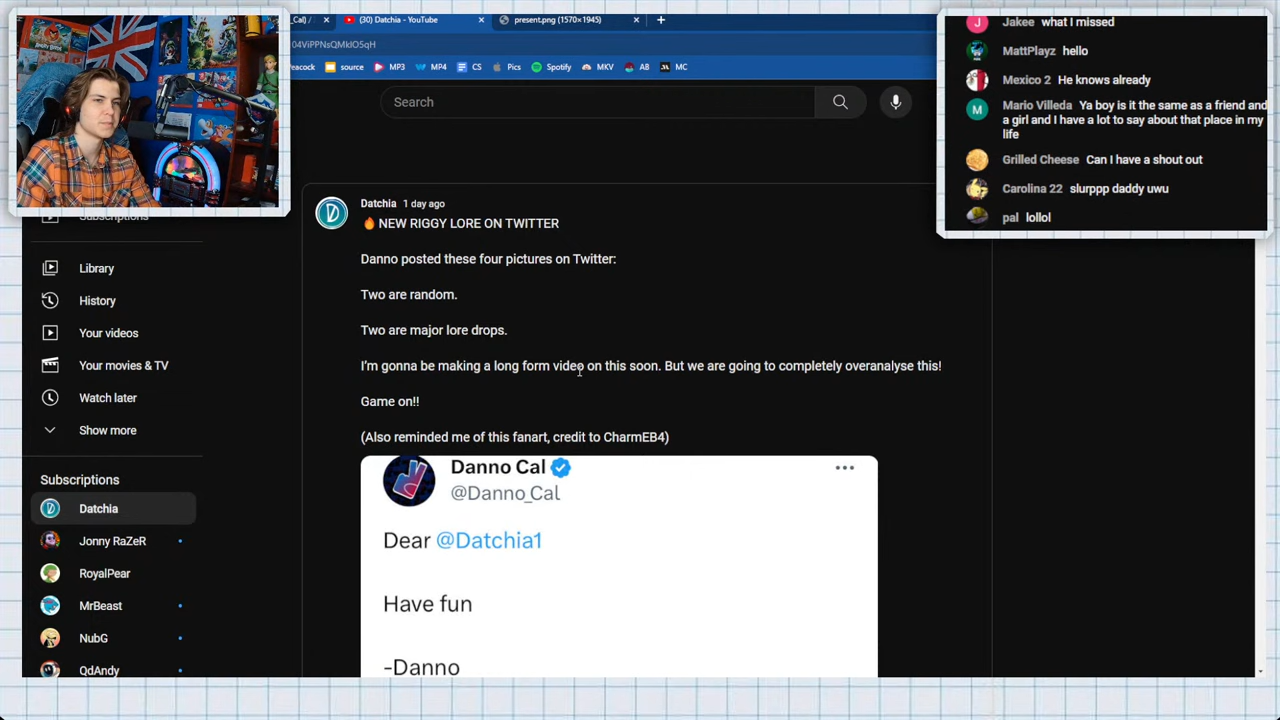 _Cal) /
(30) Datchia - YouTube
present.png (1570×1945)
04ViPPNsQMkIO5qH
eacock
source
MP3
MP4
CS
Pics
Spotify
MKV
AB
MC
Search
Jakee what I missed
MattPlayz hello
Mexico 2 He knows already
M
Mario Villeda Ya boy is it the same as a friend and
a girl and I have a lot to say about that place in my
life
Grilled Cheese Can I have a shout out
Carolina 22 slurppp daddy uwu
pal lollol
Subscriptions
Library
History
Your videos
Your movies & TV
Watch later
Show more
Subscriptions
Datchia
Jonny RaZeR
RoyalPear
MrBeast
NubG
QdAndy
Datchia 1 day ago
🔥 NEW RIGGY LORE ON TWITTER
Danno posted these four pictures on Twitter:
Two are random.
Two are major lore drops.
I'm gonna be making a long form video on this soon. But we are going to completely overanalyse this!
Game on!!
(Also reminded me of this fanart, credit to CharmEB4)
Danno Cal
@Danno_Cal
Dear @Datchia1
Have fun
-Danno